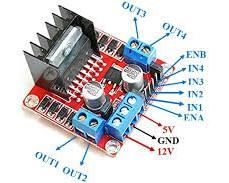 OUT3
OUT4
ENB
IN4
IN3
IN2
IN1
ENA
5V
GND
12V
OUT1
OUT2